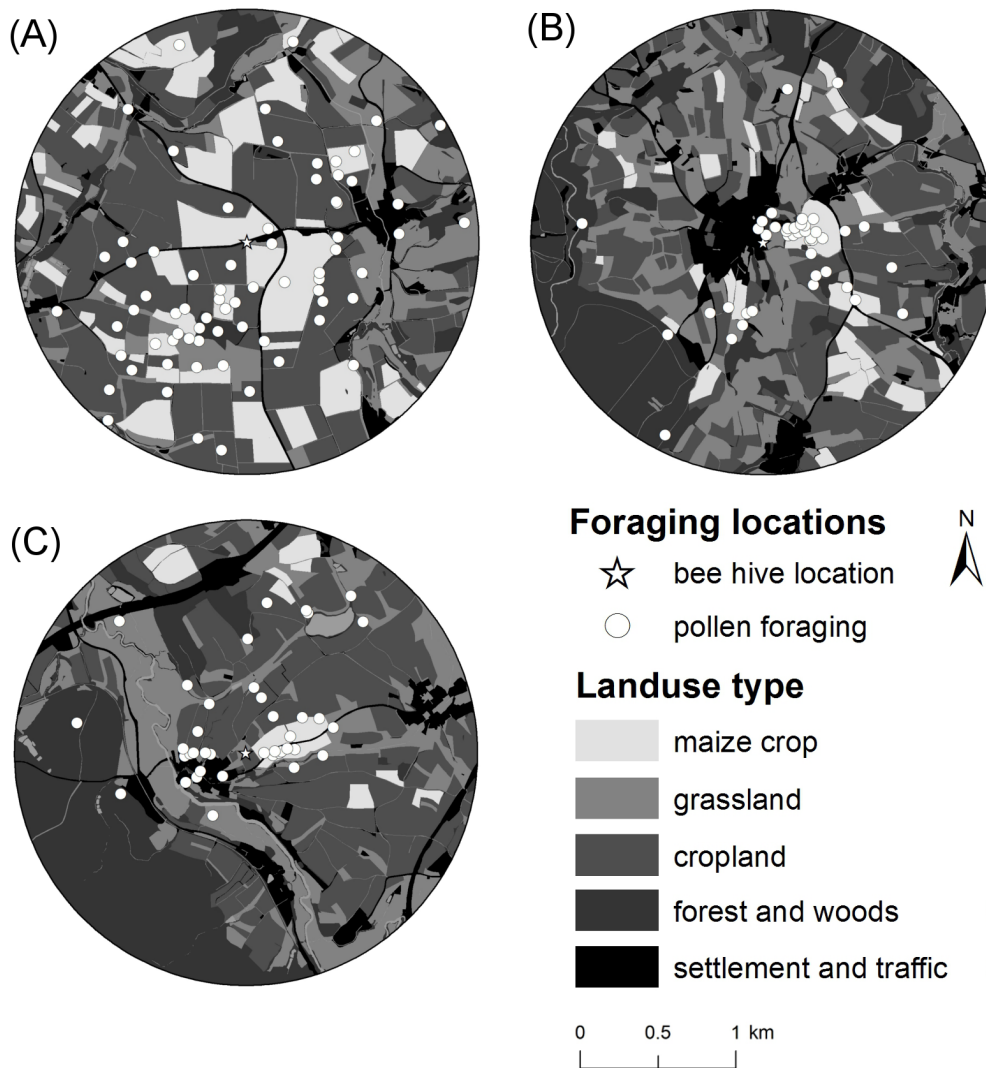 (A)
(B)
(C)
Foraging locations
N
bee hive location
pollen foraging
Landuse type
maize crop
grassland
cropland
forest and woods
settlement and traffic
0 0.5 1 km